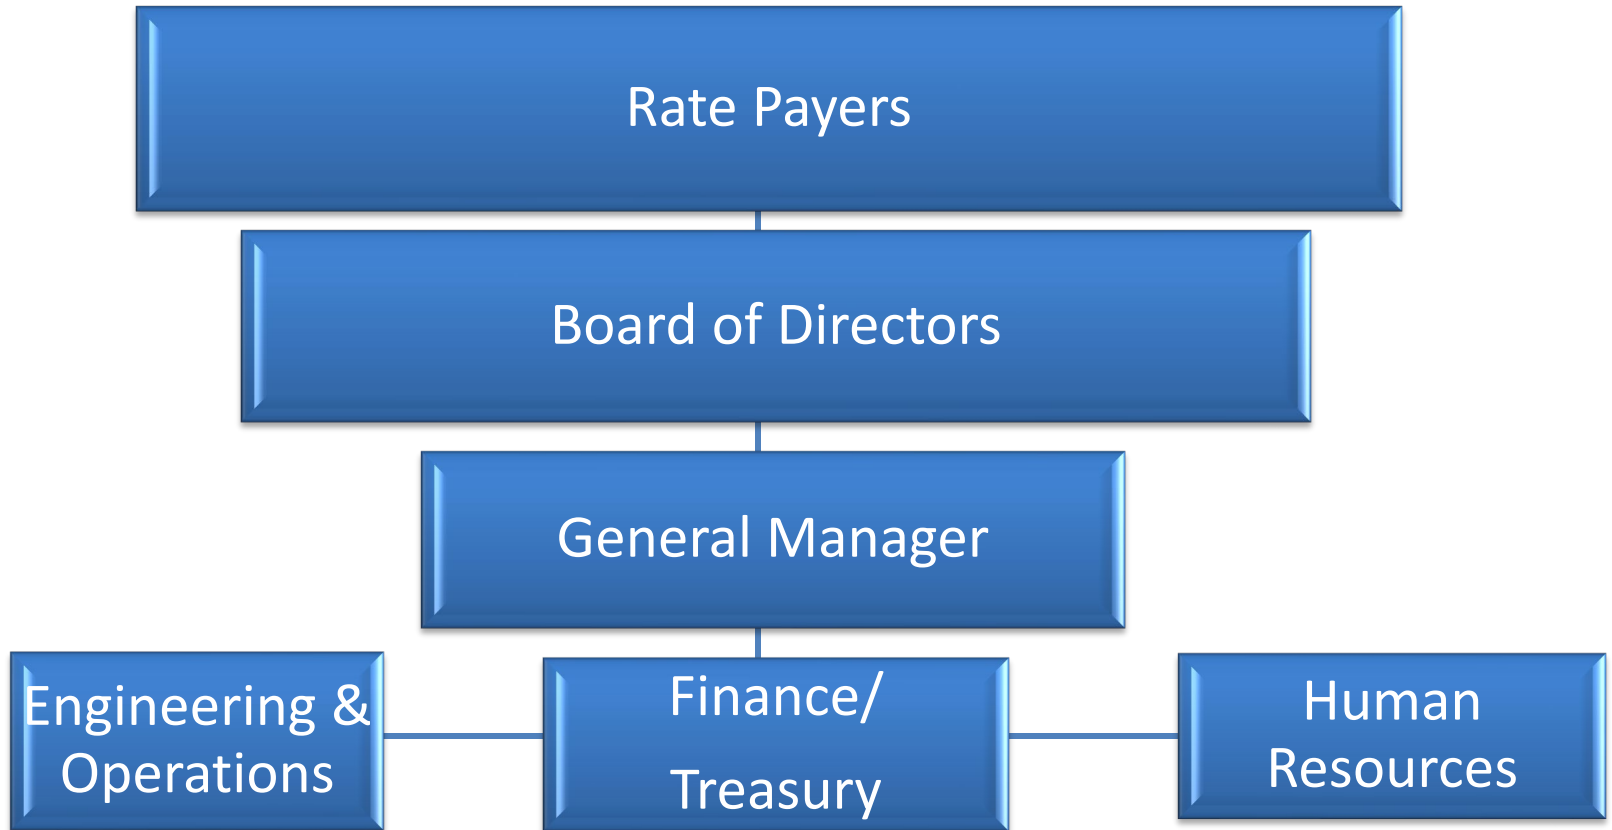 Rate Payers
Board of Directors
General Manager
Engineering &
Operations
Finance/
Treasury
Human
Resources